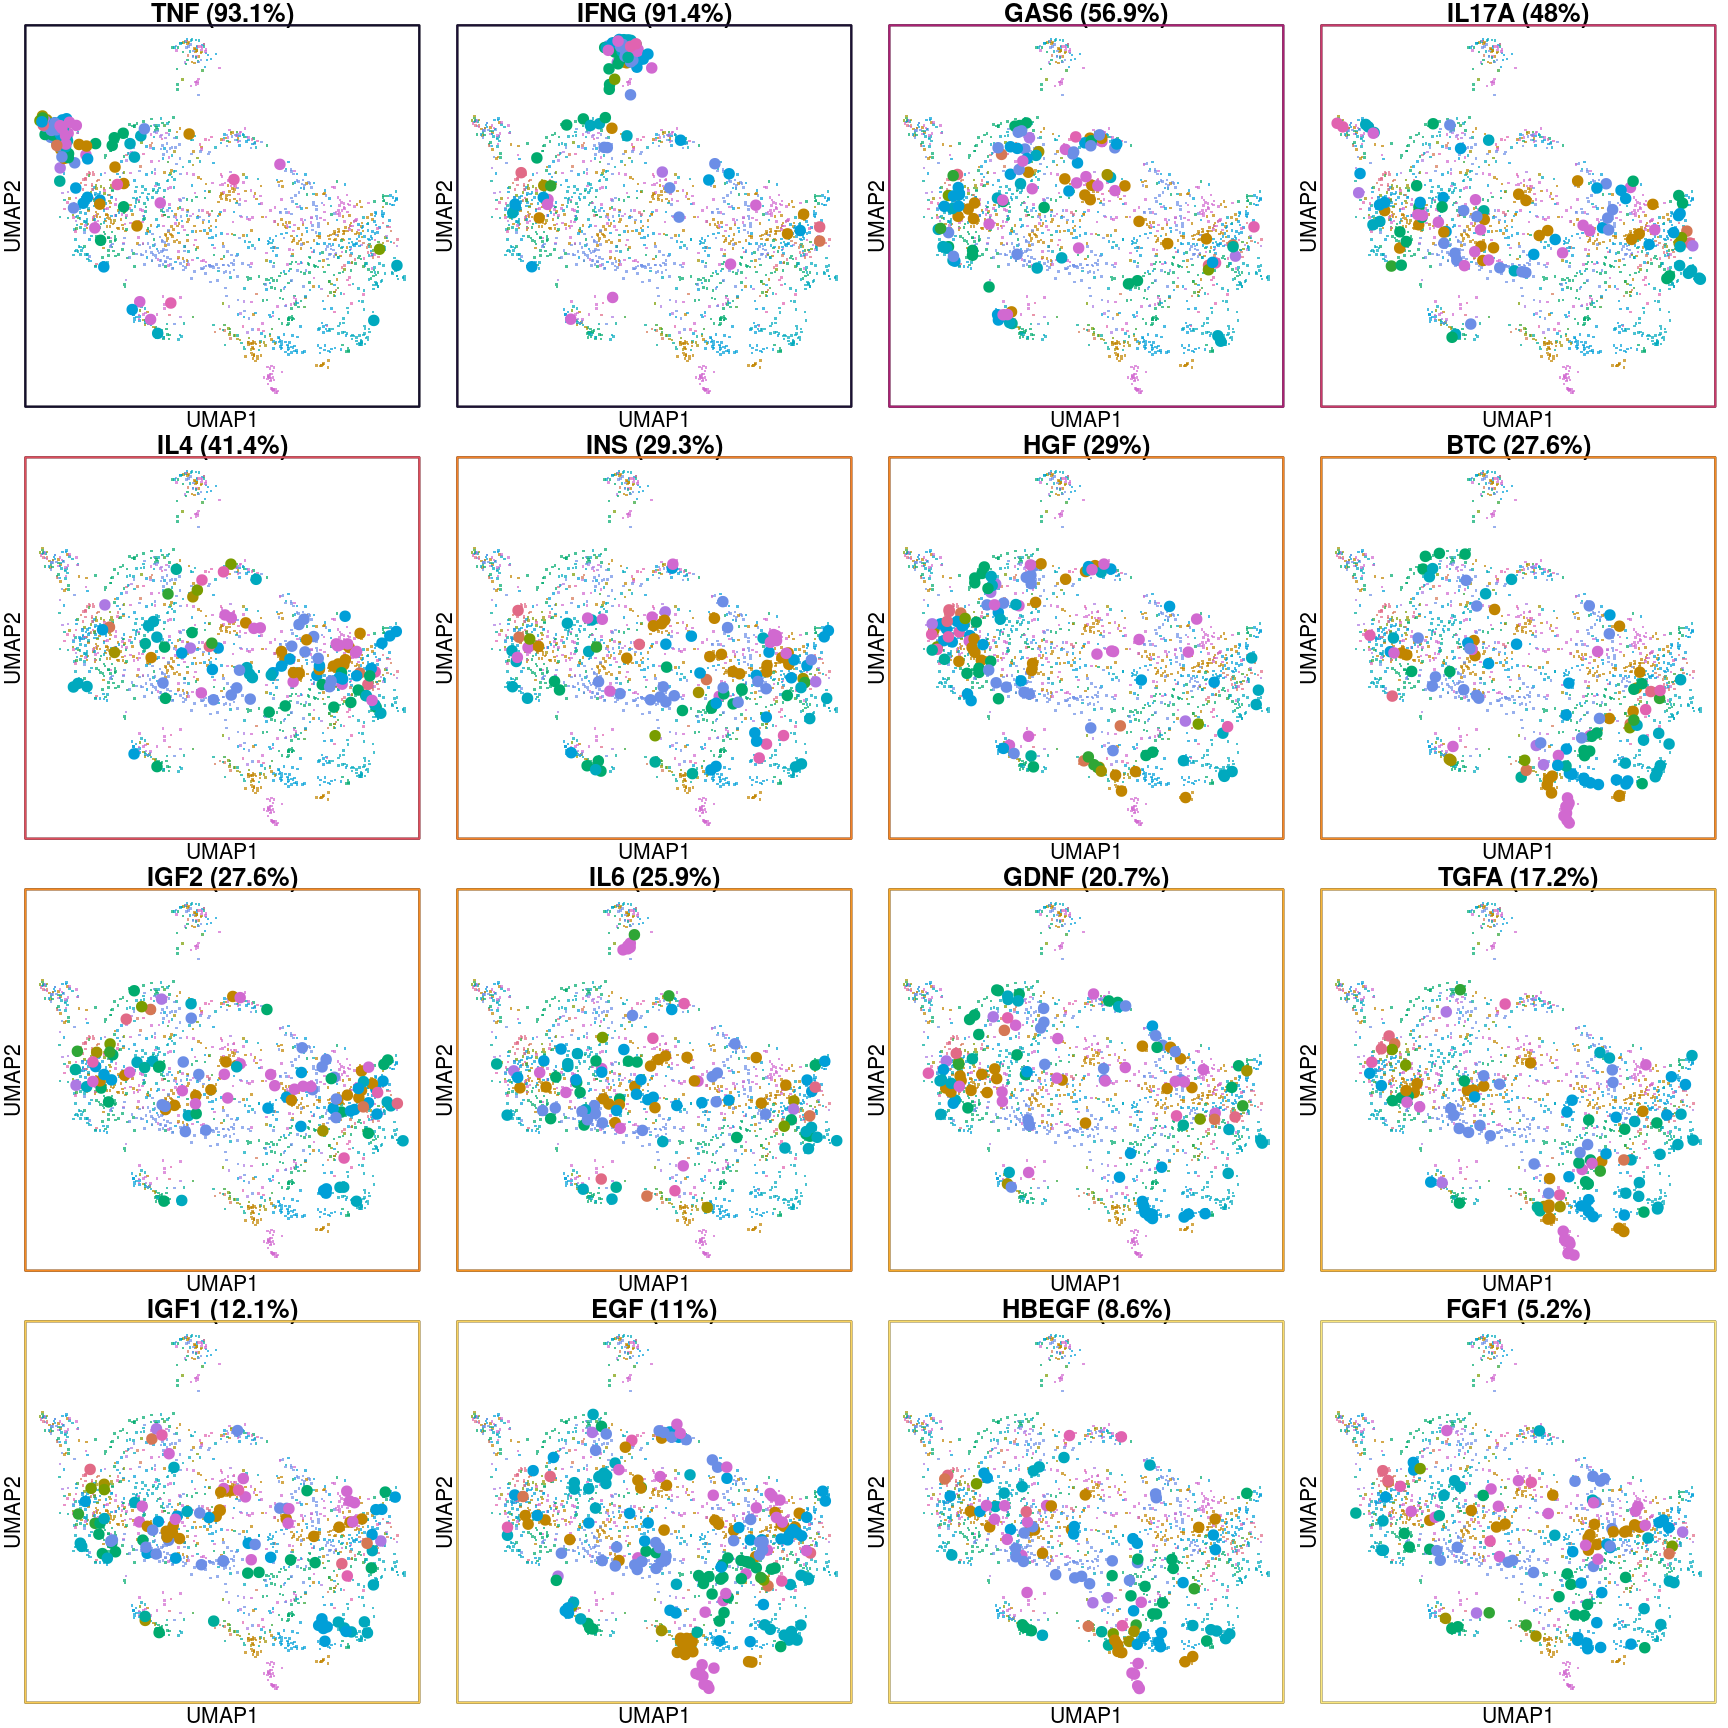 TNF (93.1%)
IFNG (91.4%)
GAS6 (56.9%)
IL17A (48%)
UMAP2
UMAP2
UMAP2
UMAP2
UMAP1
UMAP1
UMAP1
UMAP1
IL4 (41.4%)
INS (29.3%)
HGF (29%)
BTC (27.6%)
UMAP2
UMAP2
UMAP2
UMAP2
UMAP1
UMAP1
UMAP1
UMAP1
IGF2 (27.6%)
IL6 (25.9%)
GDNF (20.7%)
TGFA (17.2%)
UMAP2
UMAP2
UMAP2
UMAP2
UMAP1
UMAP1
UMAP1
UMAP1
IGF1 (12.1%)
EGF (11%)
HBEGF (8.6%)
FGF1 (5.2%)
UMAP2
UMAP2
UMAP2
UMAP2
UMAP1
UMAP1
UMAP1
UMAP1